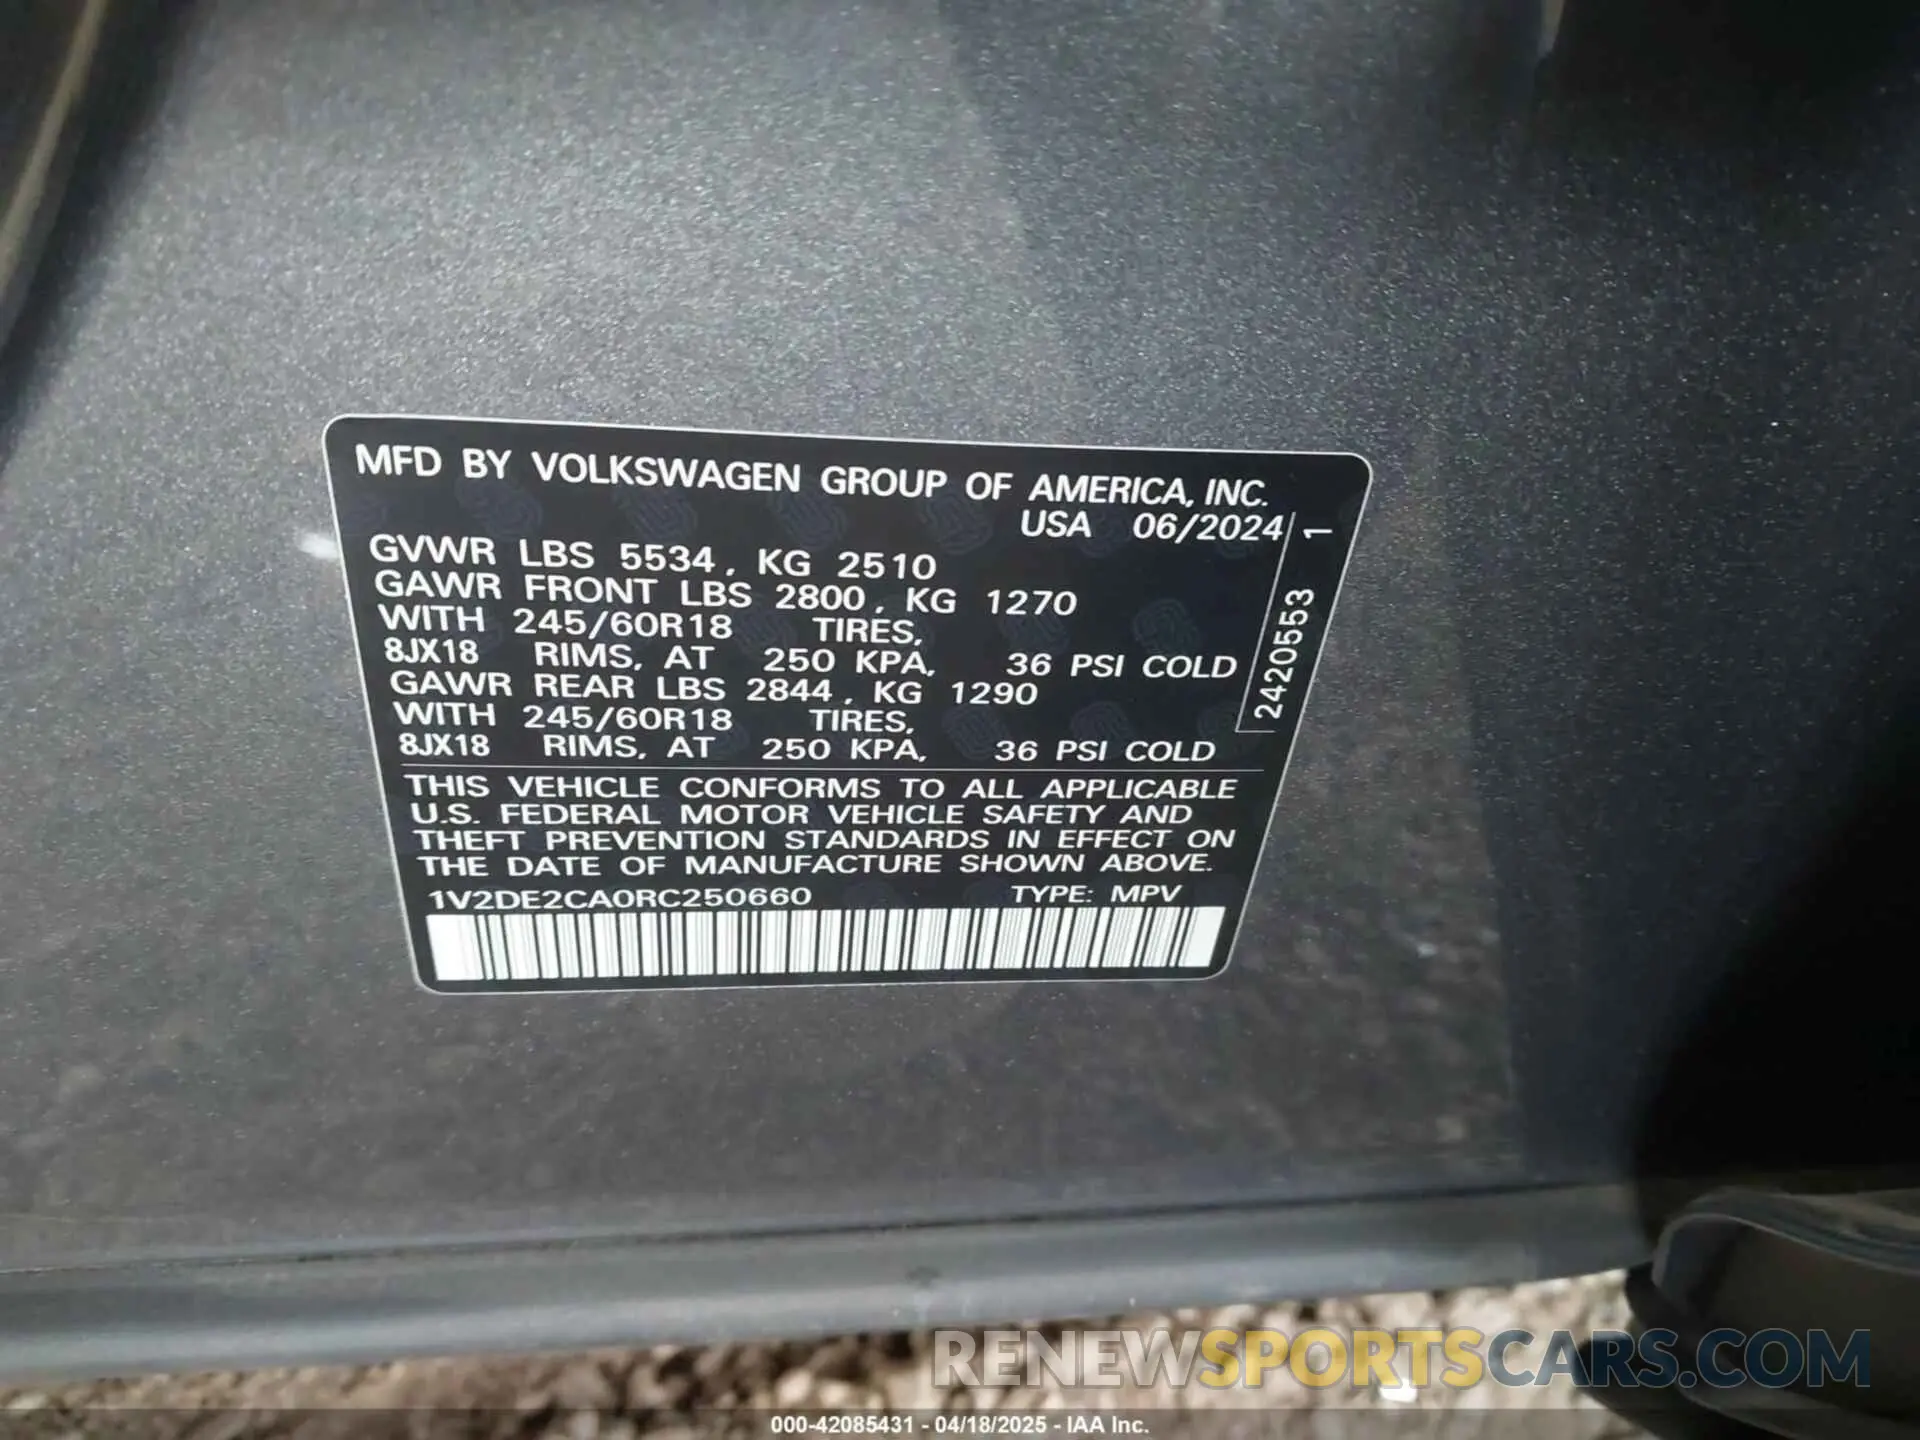 MFD BY VOLKSWAGEN GROUP OF AMERICA, INC.
USA 06/2024
GVWR LBS 5534, KG 2510
GAWR FRONT LBS 2800, KG 1270
WITH 245/60R18 TIRES,
8JX18 RIMS, AT 250 KPA, 36 PSI COLD
GAWR REAR LBS 2844, KG 1290
WITH 245/60R18 TIRES,
8JX18 RIMS, AT 250 KPA, 36 PSI COLD
2420553 1
THIS VEHICLE CONFORMS TO ALL APPLICABLE
U.S. FEDERAL MOTOR VEHICLE SAFETY AND
THEFT PREVENTION STANDARDS IN EFFECT ON
THE DATE OF MANUFACTURE SHOWN ABOVE.
1V2DE2CA0RC250660 TYPE: MPV
RENEWSPORTSCARS.COM
000-42085431 - 04/18/2025 - IAA Inc.